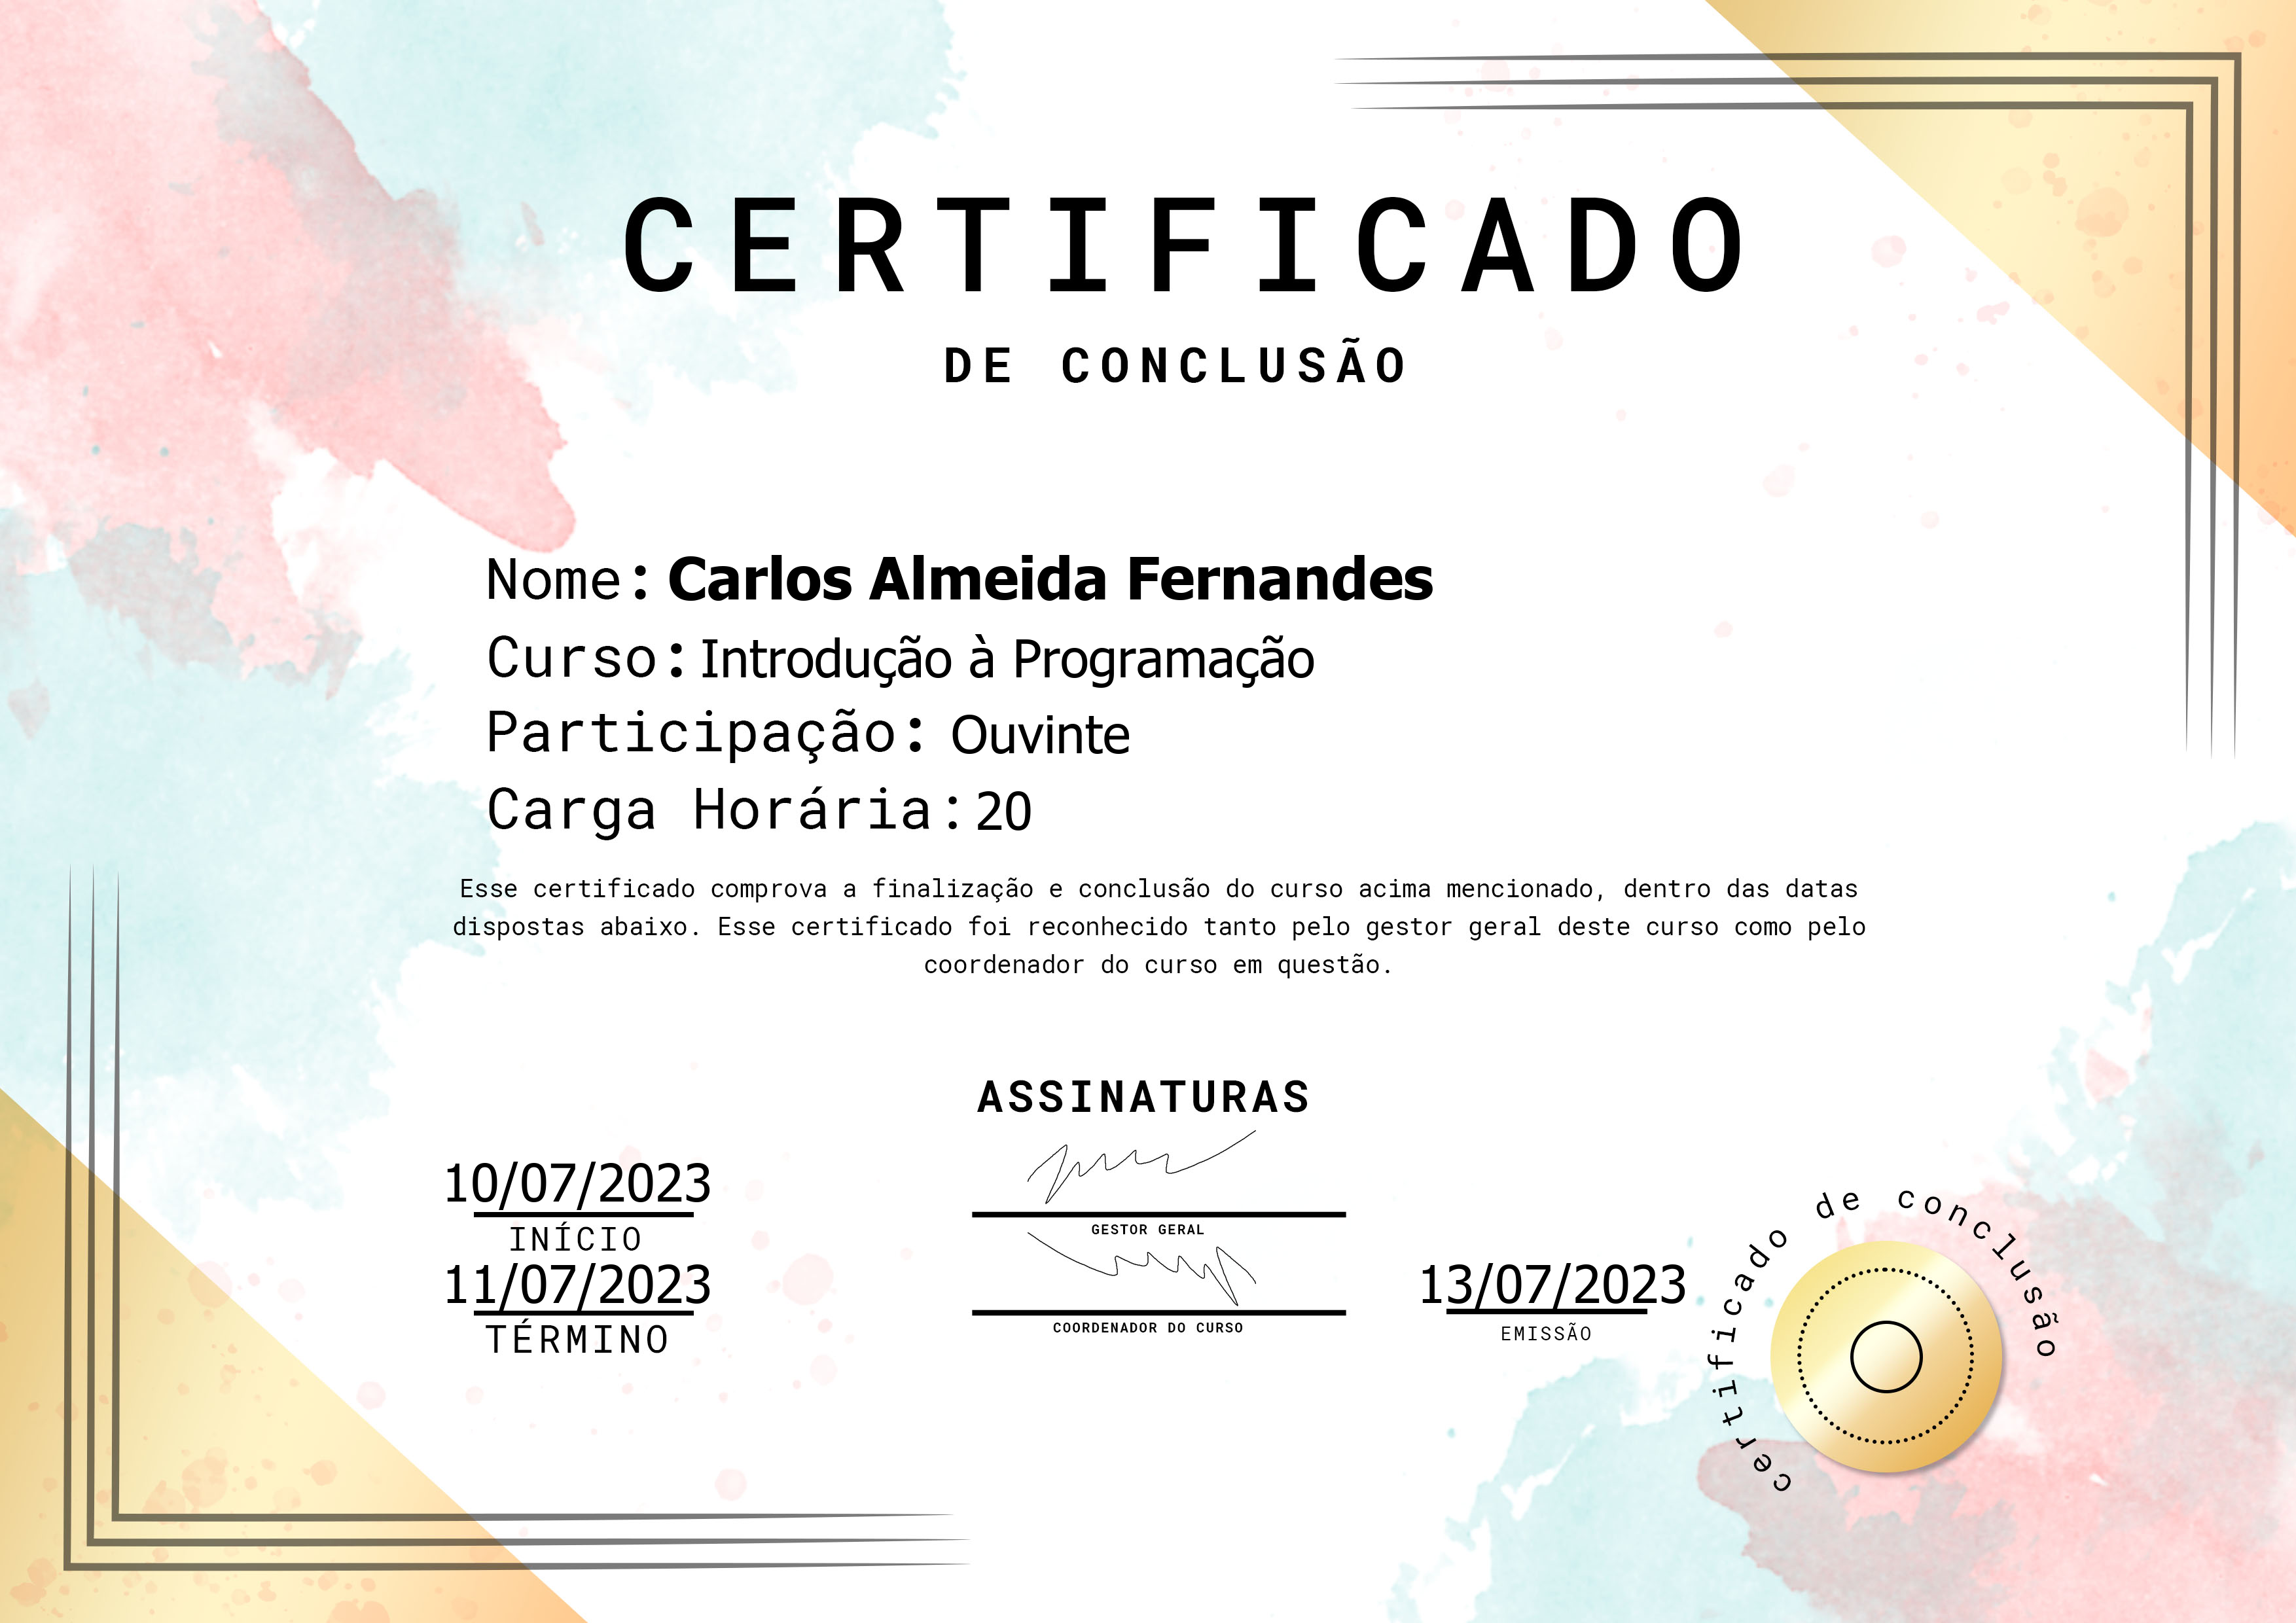 CERTIFICADO
DE CONCLUSÃO
Nome: Carlos Almeida Fernandes
Curso: Introdução à Programação
Participação: Ouvinte
Carga Horária: 20
Esse certificado comprova a finalização e conclusão do curso acima mencionado, dentro das datas
dispostas abaixo. Esse certificado foi reconhecido tanto pelo gestor geral deste curso como pelo
coordenador do curso em questão.
ASSINATURAS
10/07/2023
INÍCIO
11/07/2023
TÉRMINO
GESTOR GERAL
COORDENADOR DO CURSO
13/07/2023
EMISSÃO
certificado de conclusão